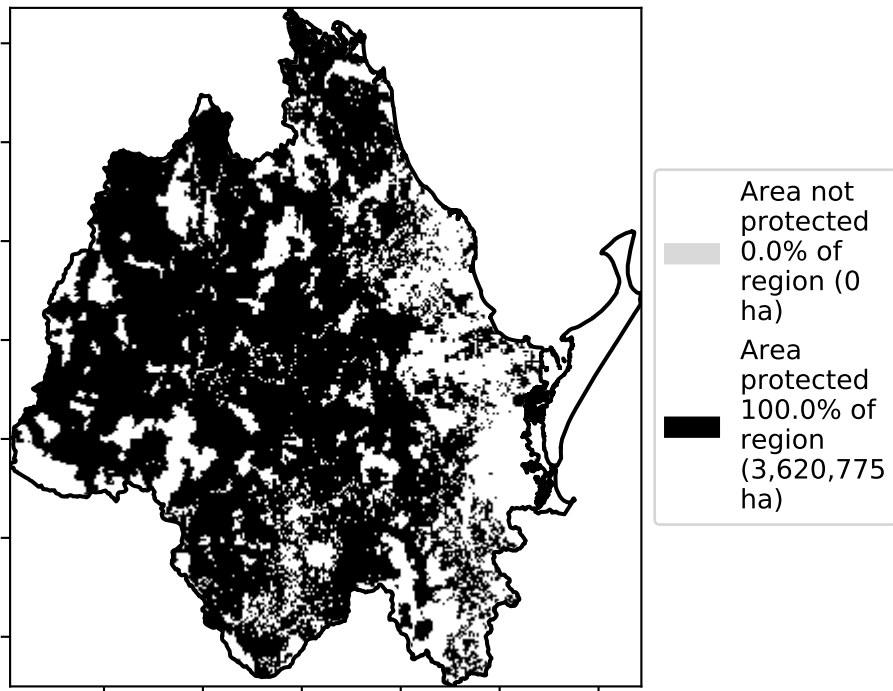 Area not
protected
0.0% of
region (0
ha)
Area
protected
100.0% of
region
(3,620,775
ha)